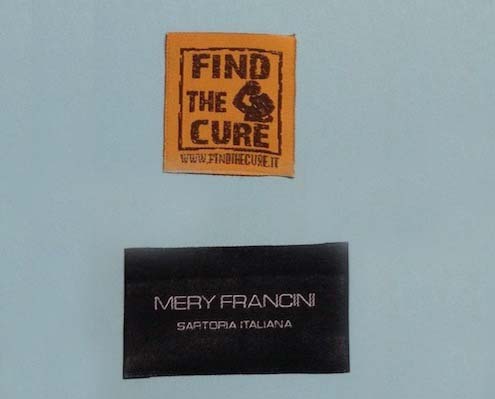 FIND
THE
CURE
WWW.FINDTHECURE.IT
MERY FRANCINI
SARTORIA ITALIANA